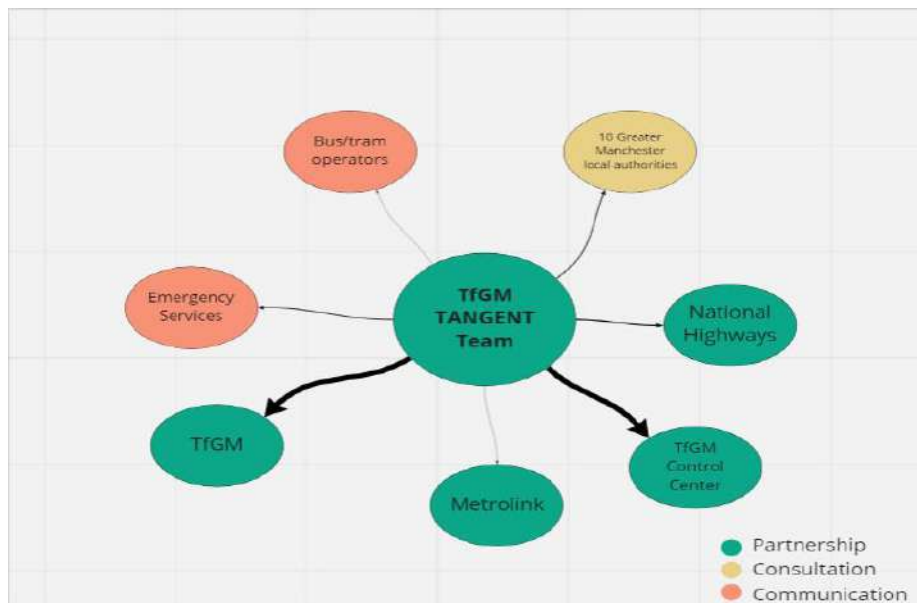 Bus/tram
operators
10 Greater
Manchester
local authorities
TfGM
TANGENT
Team
Emergency
Services
National
Highways
TfGM
TfGM
Control
Center
Metrolink
Partnership
Consultation
Communication